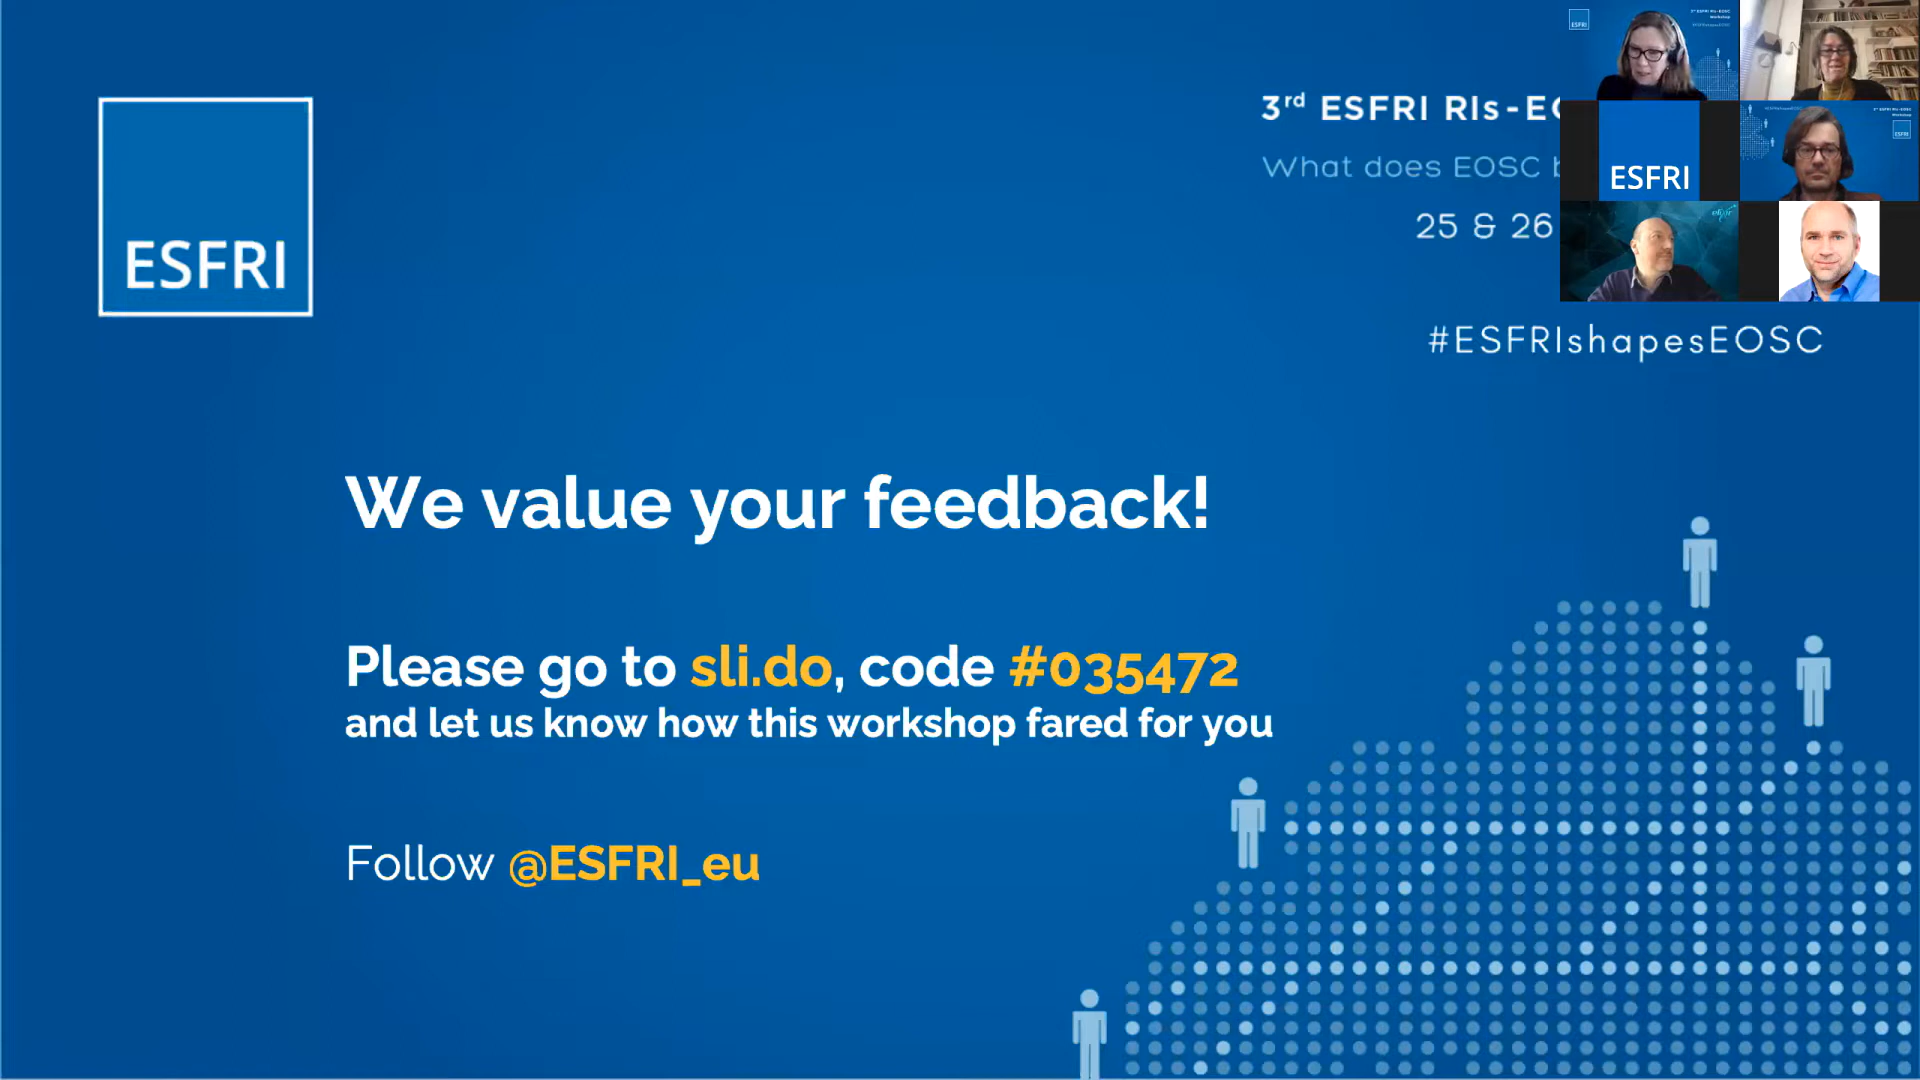 ESFRI
3rd ESFRI RIs-EO
What does EOSC
25 & 26
ESFRI
#ESFRIshapesEOSC
We value your feedback!
Please go to sli.do, code #035472
and let us know how this workshop fared for you
Follow @ESFRI_eu